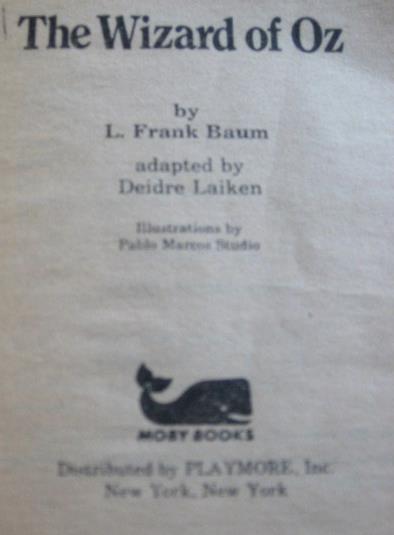 The Wizard of Oz
by
L. Frank Baum
adapted by
Deidre Laiken
Illustrations by
Pablo Marcos Studio
MOBY BOOKS
Distributed by PLAYMORE, Inc.
New York, New York